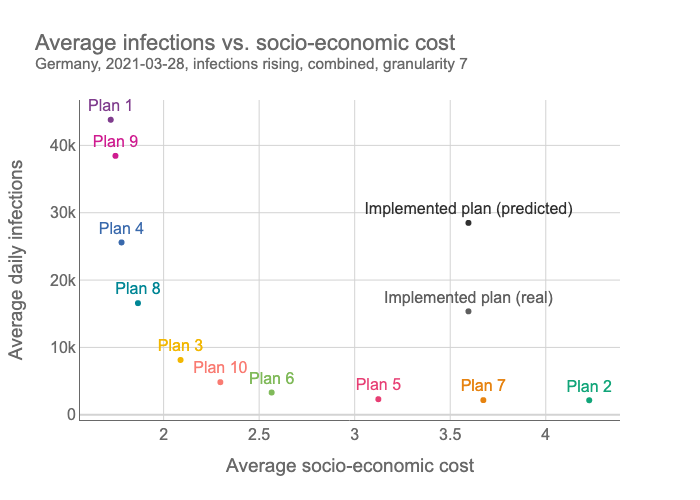 Average infections vs. socio-economic cost
Germany, 2021-03-28, infections rising, combined, granularity 7
Plan 1
Plan 9
40k
Plan 4
Implemented plan (predicted)
30k
Plan 8
Implemented plan (real)
20k
Plan 3
10k
Plan 10
Plan 6
Plan 5
Plan 7
Plan 2
0
Average daily infections
2
2.5
3
3.5
4
Average socio-economic cost